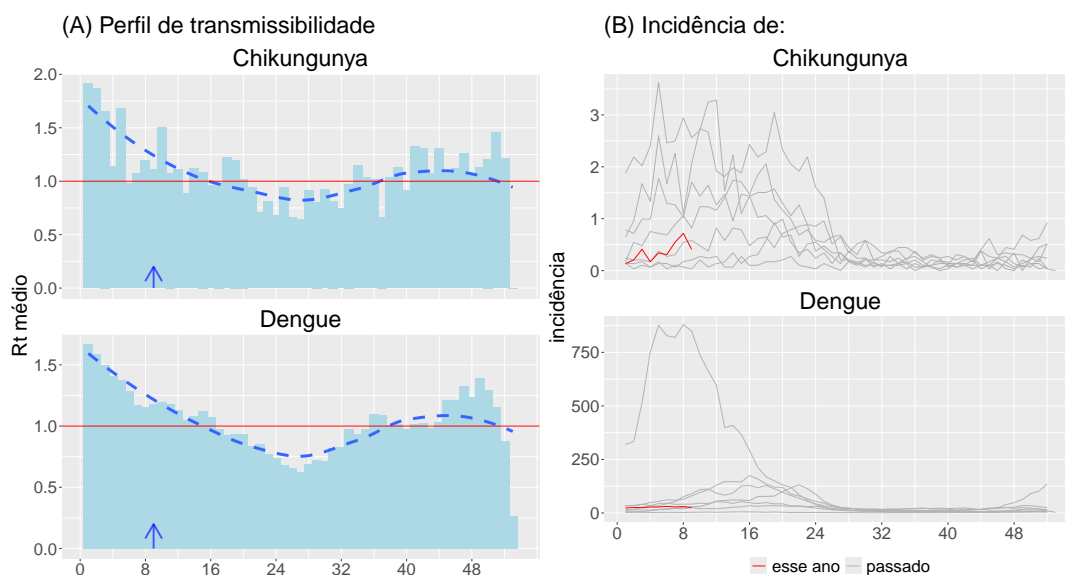 (A) Perfil de transmissibilidade
Chikungunya
2.0
1.5
1.0
0.5
0.0
Dengue
1.5
1.0
0.5
0.0
0 8 16 24 32 40 48
Rt médio
(B) Incidência de:
Chikungunya
3
2
1
0
Dengue
750
500
250
0
0 8 16 24 32 40 48
incidência
esse ano passado